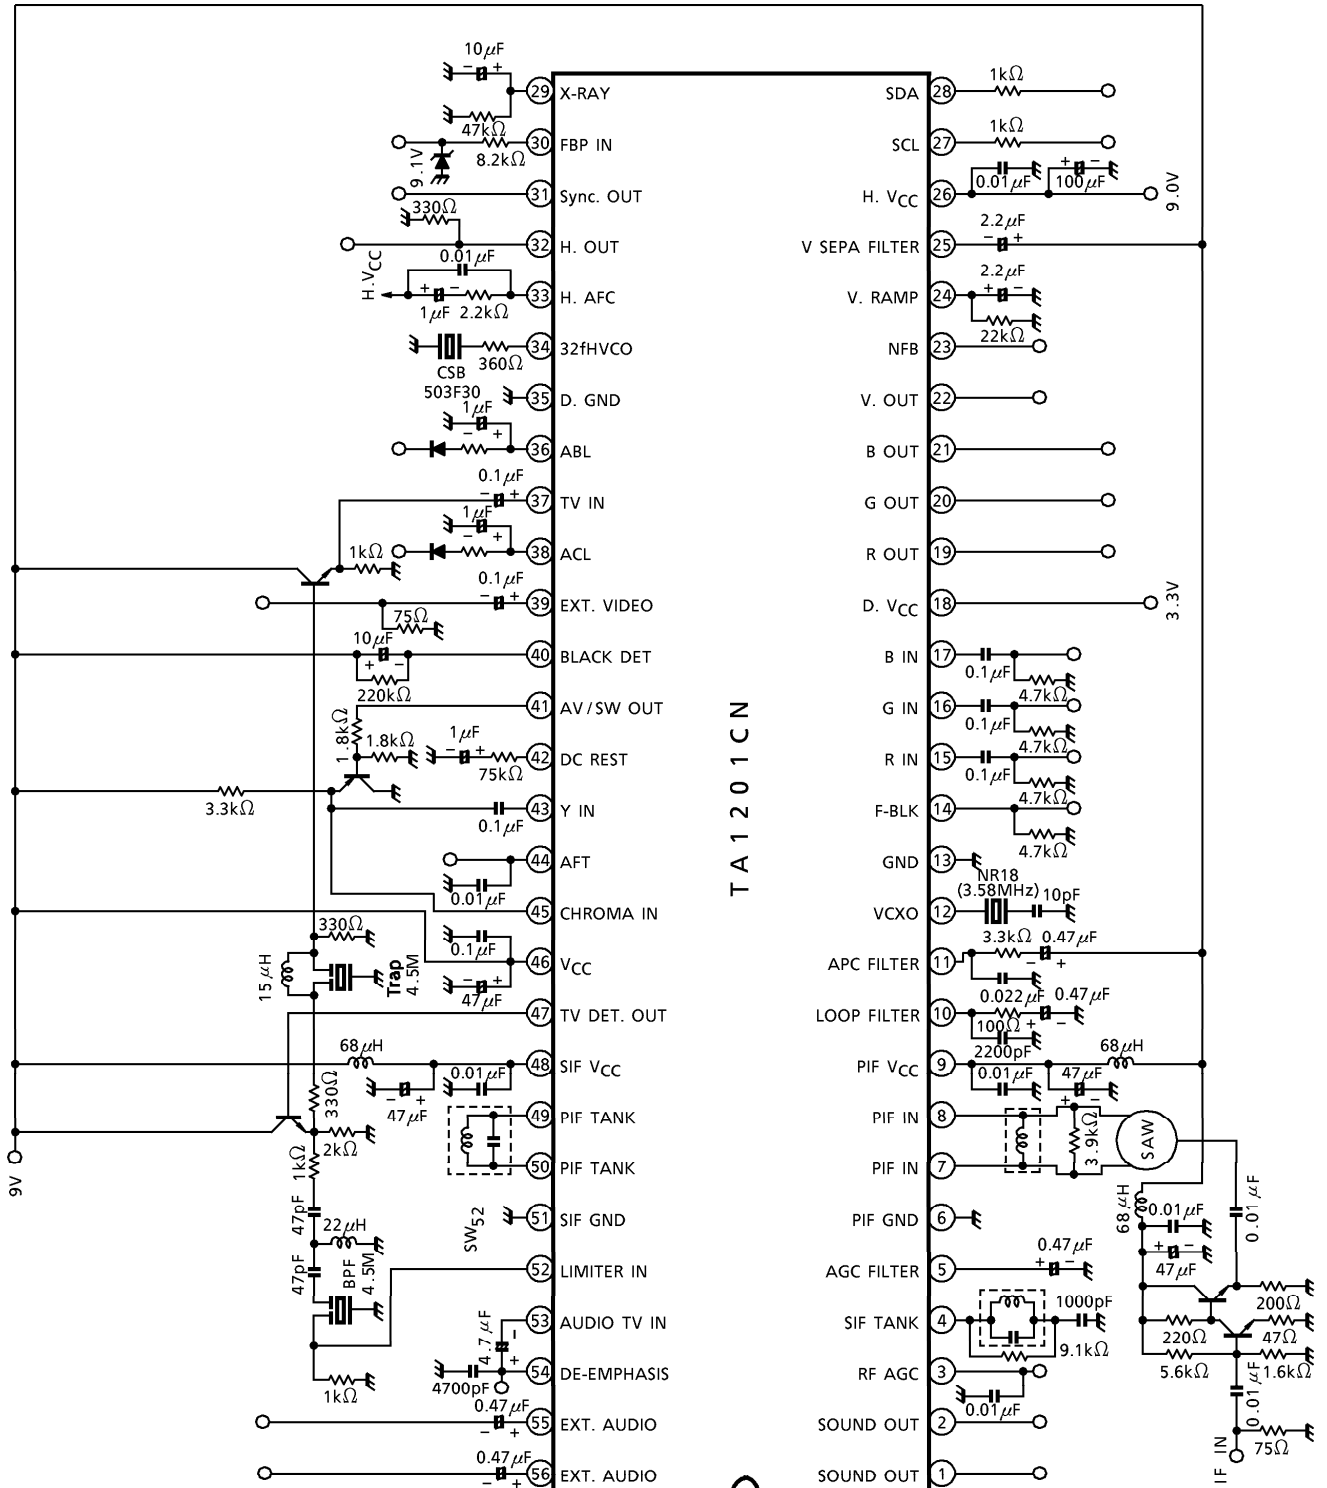 10μF
29 X-RAY
47kΩ
30 FBP IN
9.1V
8.2kΩ
31 Sync. OUT
330Ω
32 H. OUT
H.VCC
0.01μF
33 H. AFC
1μF 2.2kΩ
34 32fHVCO
360Ω
CSB
503F30
35 D. GND
1μF
36 ABL
0.1μF
37 TV IN
1μF
38 ACL
1kΩ
0.1μF
39 EXT. VIDEO
75Ω
10μF
40 BLACK DET
220kΩ
41 AV/SW OUT
1.8kΩ
1.8kΩ
1μF
42 DC REST
75kΩ
3.3kΩ
43 Y IN
0.1μF
44 AFT
0.01μF
45 CHROMA IN
330Ω
0.1μF
46 VCC
15μH
Trap
4.5M
47μF
47 TV DET. OUT
68μH
48 SIF VCC
0.01μF
47μF
330Ω
49 PIF TANK
2kΩ
1kΩ
50 PIF TANK
9V
47pF
SW52
51 SIF GND
22μH
47pF
BPF
4.5M
52 LIMITER IN
53 AUDIO TV IN
4.7μF
54 DE-EMPHASIS
4700pF
1kΩ
0.47μF
55 EXT. AUDIO
0.47μF
56 EXT. AUDIO
TA1201CN
1kΩ
SDA 28
1kΩ
SCL 27
0.01μF 100μF
H. VCC 26
9.0V
2.2μF
V SEPA FILTER 25
2.2μF
V. RAMP 24
22kΩ
NFB 23
V. OUT 22
B OUT 21
G OUT 20
R OUT 19
D. VCC 18
3.3V
B IN 17
0.1μF
4.7kΩ
G IN 16
0.1μF
4.7kΩ
R IN 15
0.1μF
4.7kΩ
F-BLK 14
4.7kΩ
GND 13
NR18
(3.58MHz) 10pF
VCXO 12
3.3kΩ 0.47μF
APC FILTER 11
0.022μF 0.47μF
LOOP FILTER 10
100Ω
2200pF
68μH
PIF VCC 9
0.01μF 47μF
PIF IN 8
3.9kΩ
SAW
PIF IN 7
68μH
0.01μF
0.01μF
PIF GND 6
47μF
0.47μF
AGC FILTER 5
200Ω
1000pF
SIF TANK 4
9.1kΩ
220Ω 47Ω
5.6kΩ 1.6kΩ
RF AGC 3
0.01μF
0.01μF
SOUND OUT 2
75Ω
IF IN
SOUND OUT 1